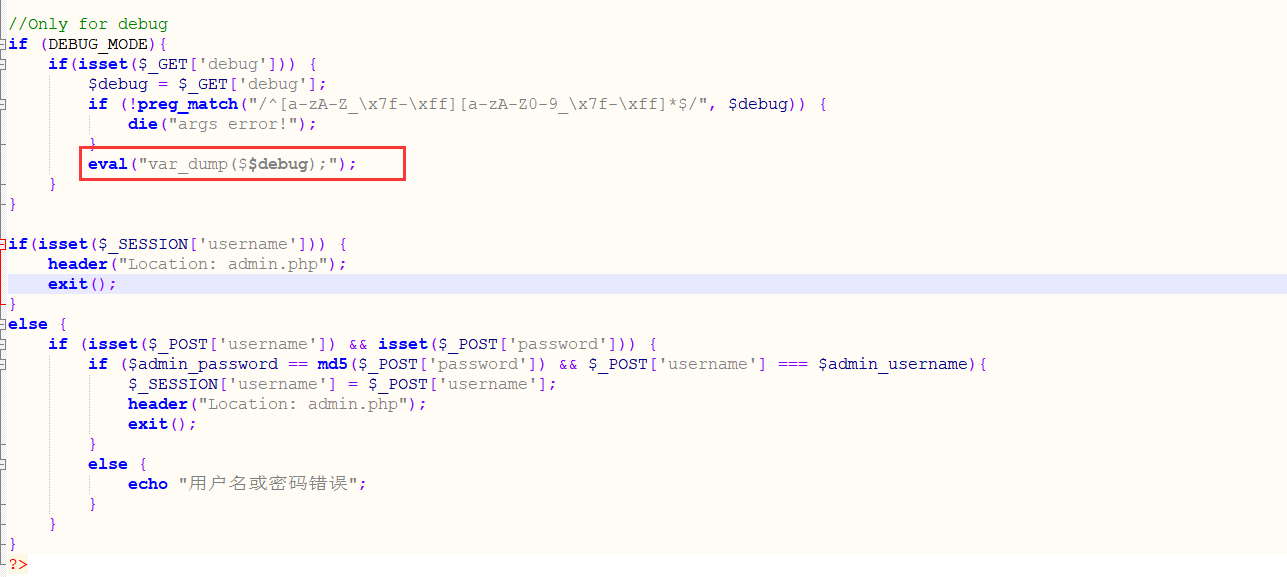 //Only for debug
if (DEBUG_MODE){
if(isset($_GET['debug'])) {
$debug = $_GET['debug'];
if (!preg_match("/^[a-zA-Z_\x7f-\xff][a-zA-Z0-9_\x7f-\xff]*$/", $debug)) {
die("args error!");
}
eval("var_dump($$debug);");
}
}
if(isset($_SESSION['username'])) {
header("Location: admin.php");
exit();
}
else {
if (isset($_POST['username']) && isset($_POST['password'])) {
if ($admin_password == md5($_POST['password']) && $_POST['username'] === $admin_username){
$_SESSION['username'] = $_POST['username'];
header("Location: admin.php");
exit();
}
else {
echo "用户名或密码错误";
}
}
}
?>